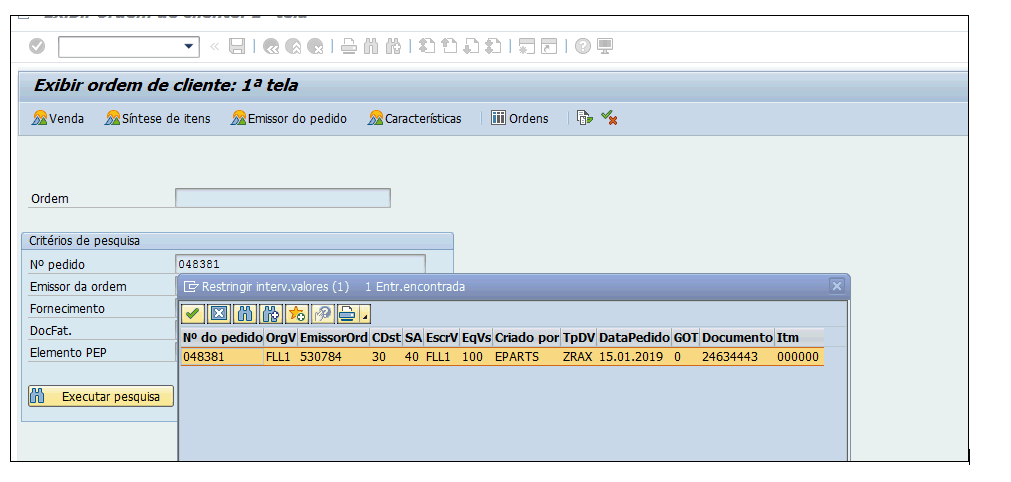 Exibir ordem de cliente: 1ª tela
Exibir ordem de cliente: 1ª tela
Venda Síntese de itens Emissor do pedido Características Ordens
Ordem
Critérios de pesquisa
Nº pedido 048381
Emissor da ordem
Fornecimento
DocFat.
Elemento PEP
Executar pesquisa
Restringir interv.valores (1) 1 Entr.encontrada
Nº do pedido OrgV EmissorOrd CDst SA EscrV EqVs Criado por TpDV DataPedido GOT Documento Itm
048381 FLL1 530784 30 40 FLL1 100 EPARTS ZRAX 15.01.2019 0 24634443 000000